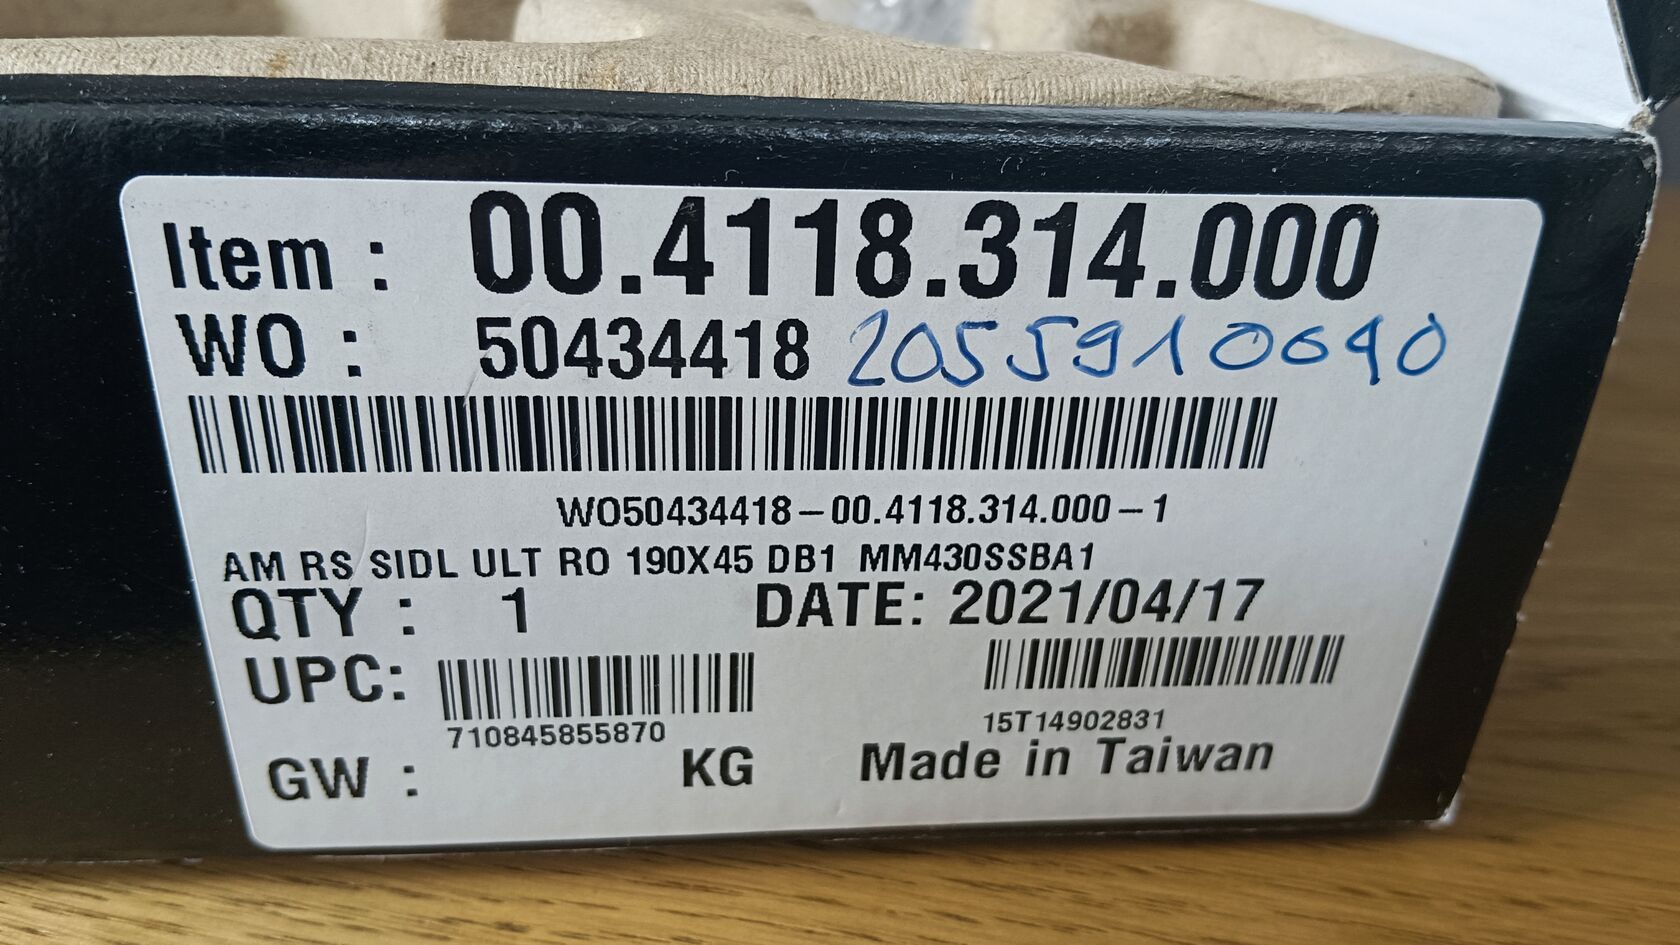 Item : 00.4118.314.000
WO : 50434418 2055910090
WO50434418-00.4118.314.000-1
AM RS SIDL ULT RO 190X45 DB1 MM430SSBA1
QTY : 1 DATE: 2021/04/17
UPC:
710845855870
15T14902831
GW : KG Made in Taiwan